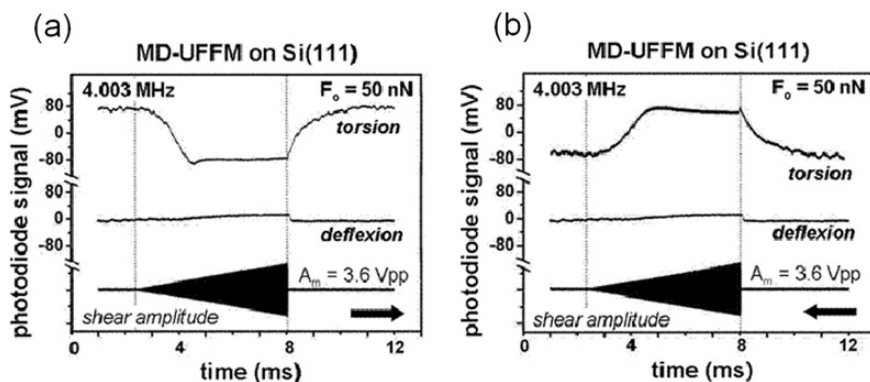 (a)
MD-UFFM on Si(111)
4.003 MHz
F₀ = 50 nN
torsion
deflexion
Aₘ = 3.6 Vpp
shear amplitude
photodiode signal (mV)
80
0
-80
80
0
-80
0
4
8
12
time (ms)
(b)
MD-UFFM on Si(111)
4.003 MHz
F₀ = 50 nN
torsion
deflexion
Aₘ = 3.6 Vpp
shear amplitude
photodiode signal (mV)
80
0
-80
80
0
-80
0
4
8
12
time (ms)